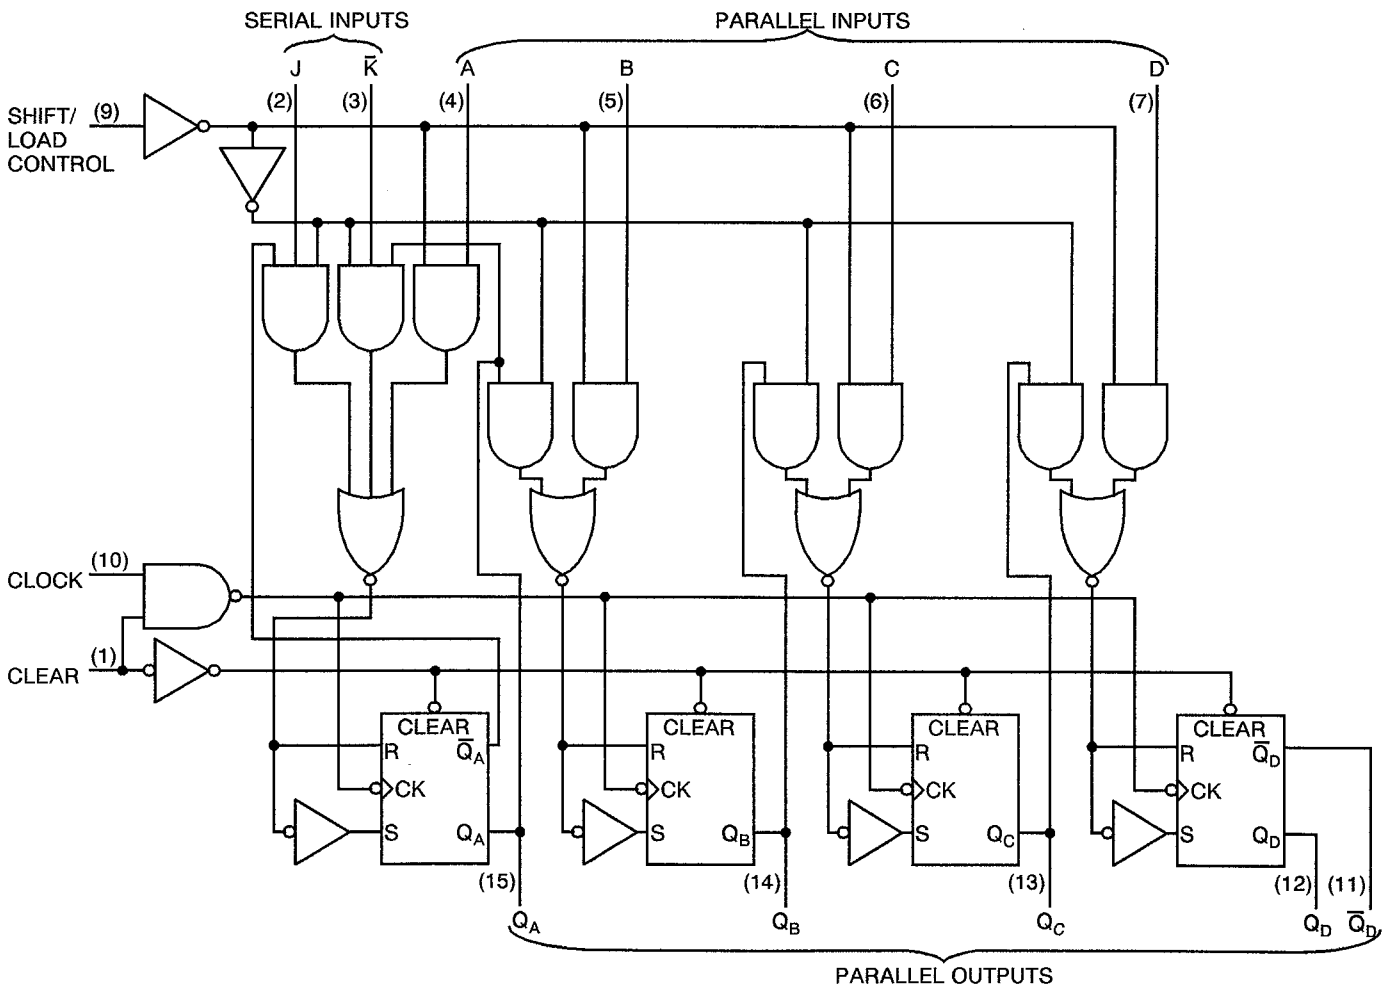 SERIAL INPUTS
PARALLEL INPUTS
J
K̅
A
B
C
D
(2)
(3)
(4)
(5)
(6)
(7)
SHIFT/
LOAD
CONTROL
(9)
CLOCK
(10)
CLEAR
(1)
CLEAR
R
Q̅A
CK
S
QA
CLEAR
R
CK
S
QB
CLEAR
R
CK
S
QC
CLEAR
R
Q̅D
CK
S
QD
(15)
(14)
(13)
(12)
(11)
QA
QB
QC
QD
Q̅D
PARALLEL OUTPUTS